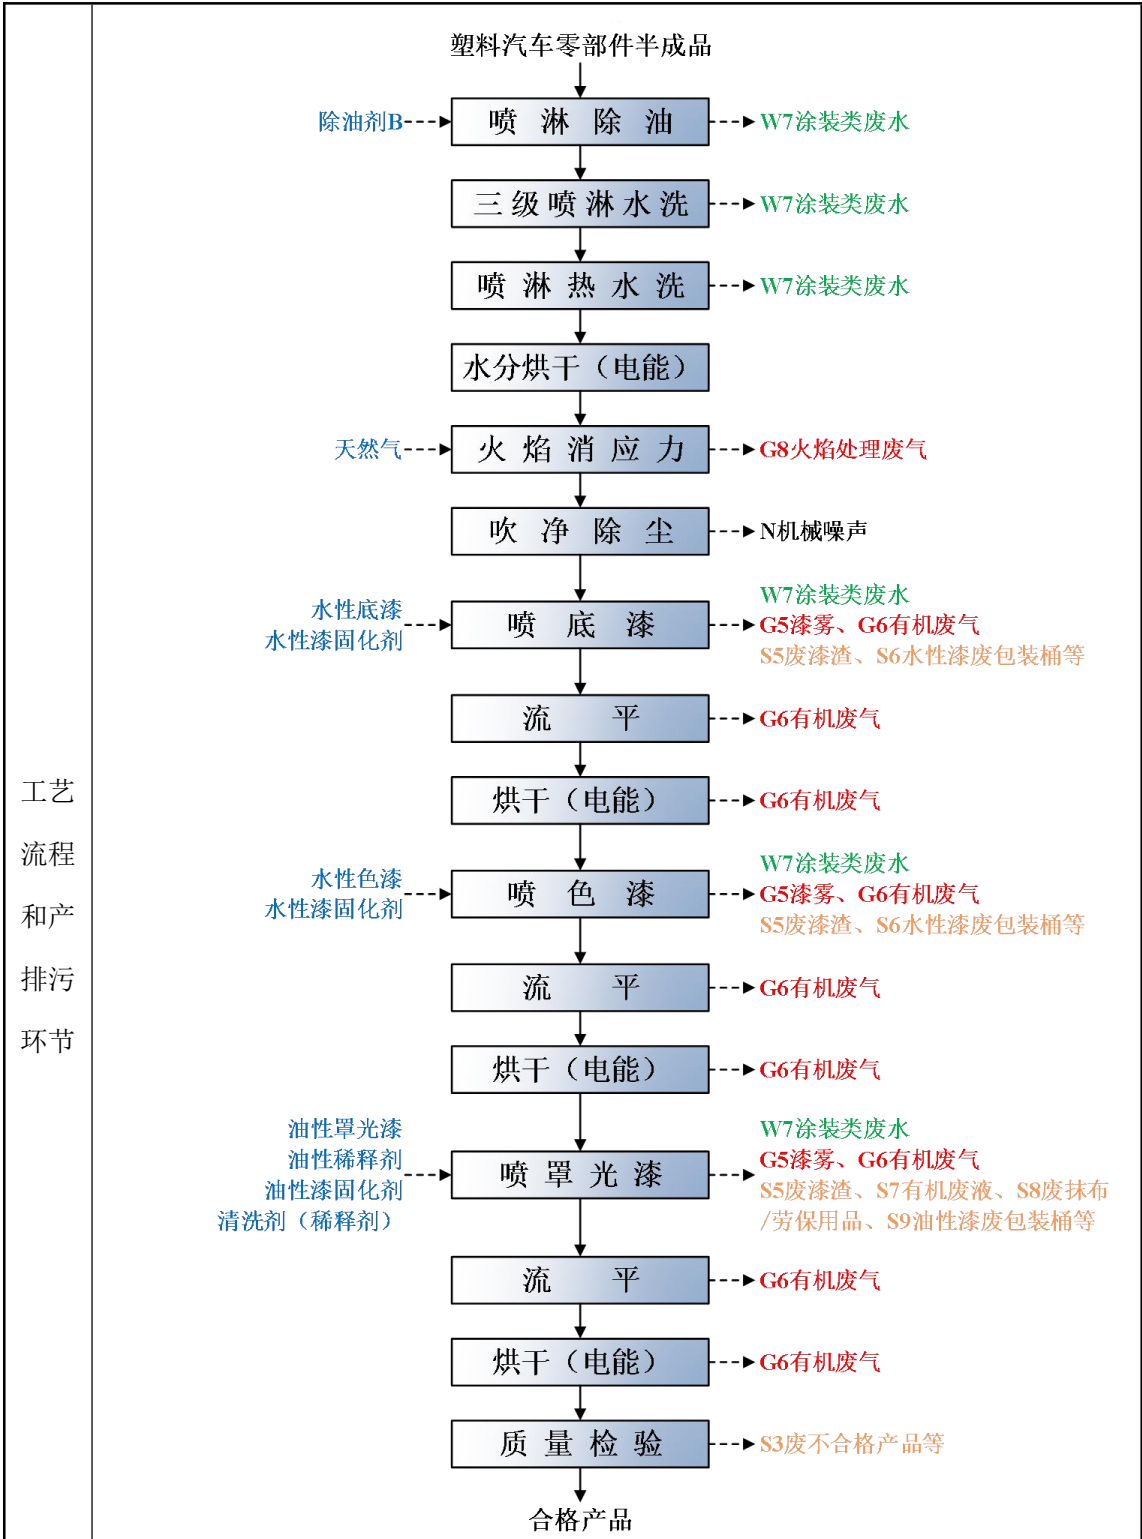 塑料汽车零部件半成品
除油剂B 喷淋除油 W7涂装类废水
三级喷淋水洗 W7涂装类废水
喷淋热水洗 W7涂装类废水
水分烘干（电能）
天然气 火焰消应力 G8火焰处理废气
吹净除尘 N机械噪声
水性底漆
水性漆固化剂
喷底漆
W7涂装类废水
G5漆雾、G6有机废气
S5废漆渣、S6水性漆废包装桶等
流平 G6有机废气
烘干（电能） G6有机废气
水性色漆
水性漆固化剂
喷色漆
W7涂装类废水
G5漆雾、G6有机废气
S5废漆渣、S6水性漆废包装桶等
流平 G6有机废气
烘干（电能） G6有机废气
油性罩光漆
油性稀释剂
油性漆固化剂
清洗剂（稀释剂）
喷罩光漆
W7涂装类废水
G5漆雾、G6有机废气
S5废漆渣、S7有机废液、S8废抹布
/劳保用品、S9油性漆废包装桶等
流平 G6有机废气
烘干（电能） G6有机废气
质量检验 S3废不合格产品等
合格产品
工艺
流程
和产
排污
环节